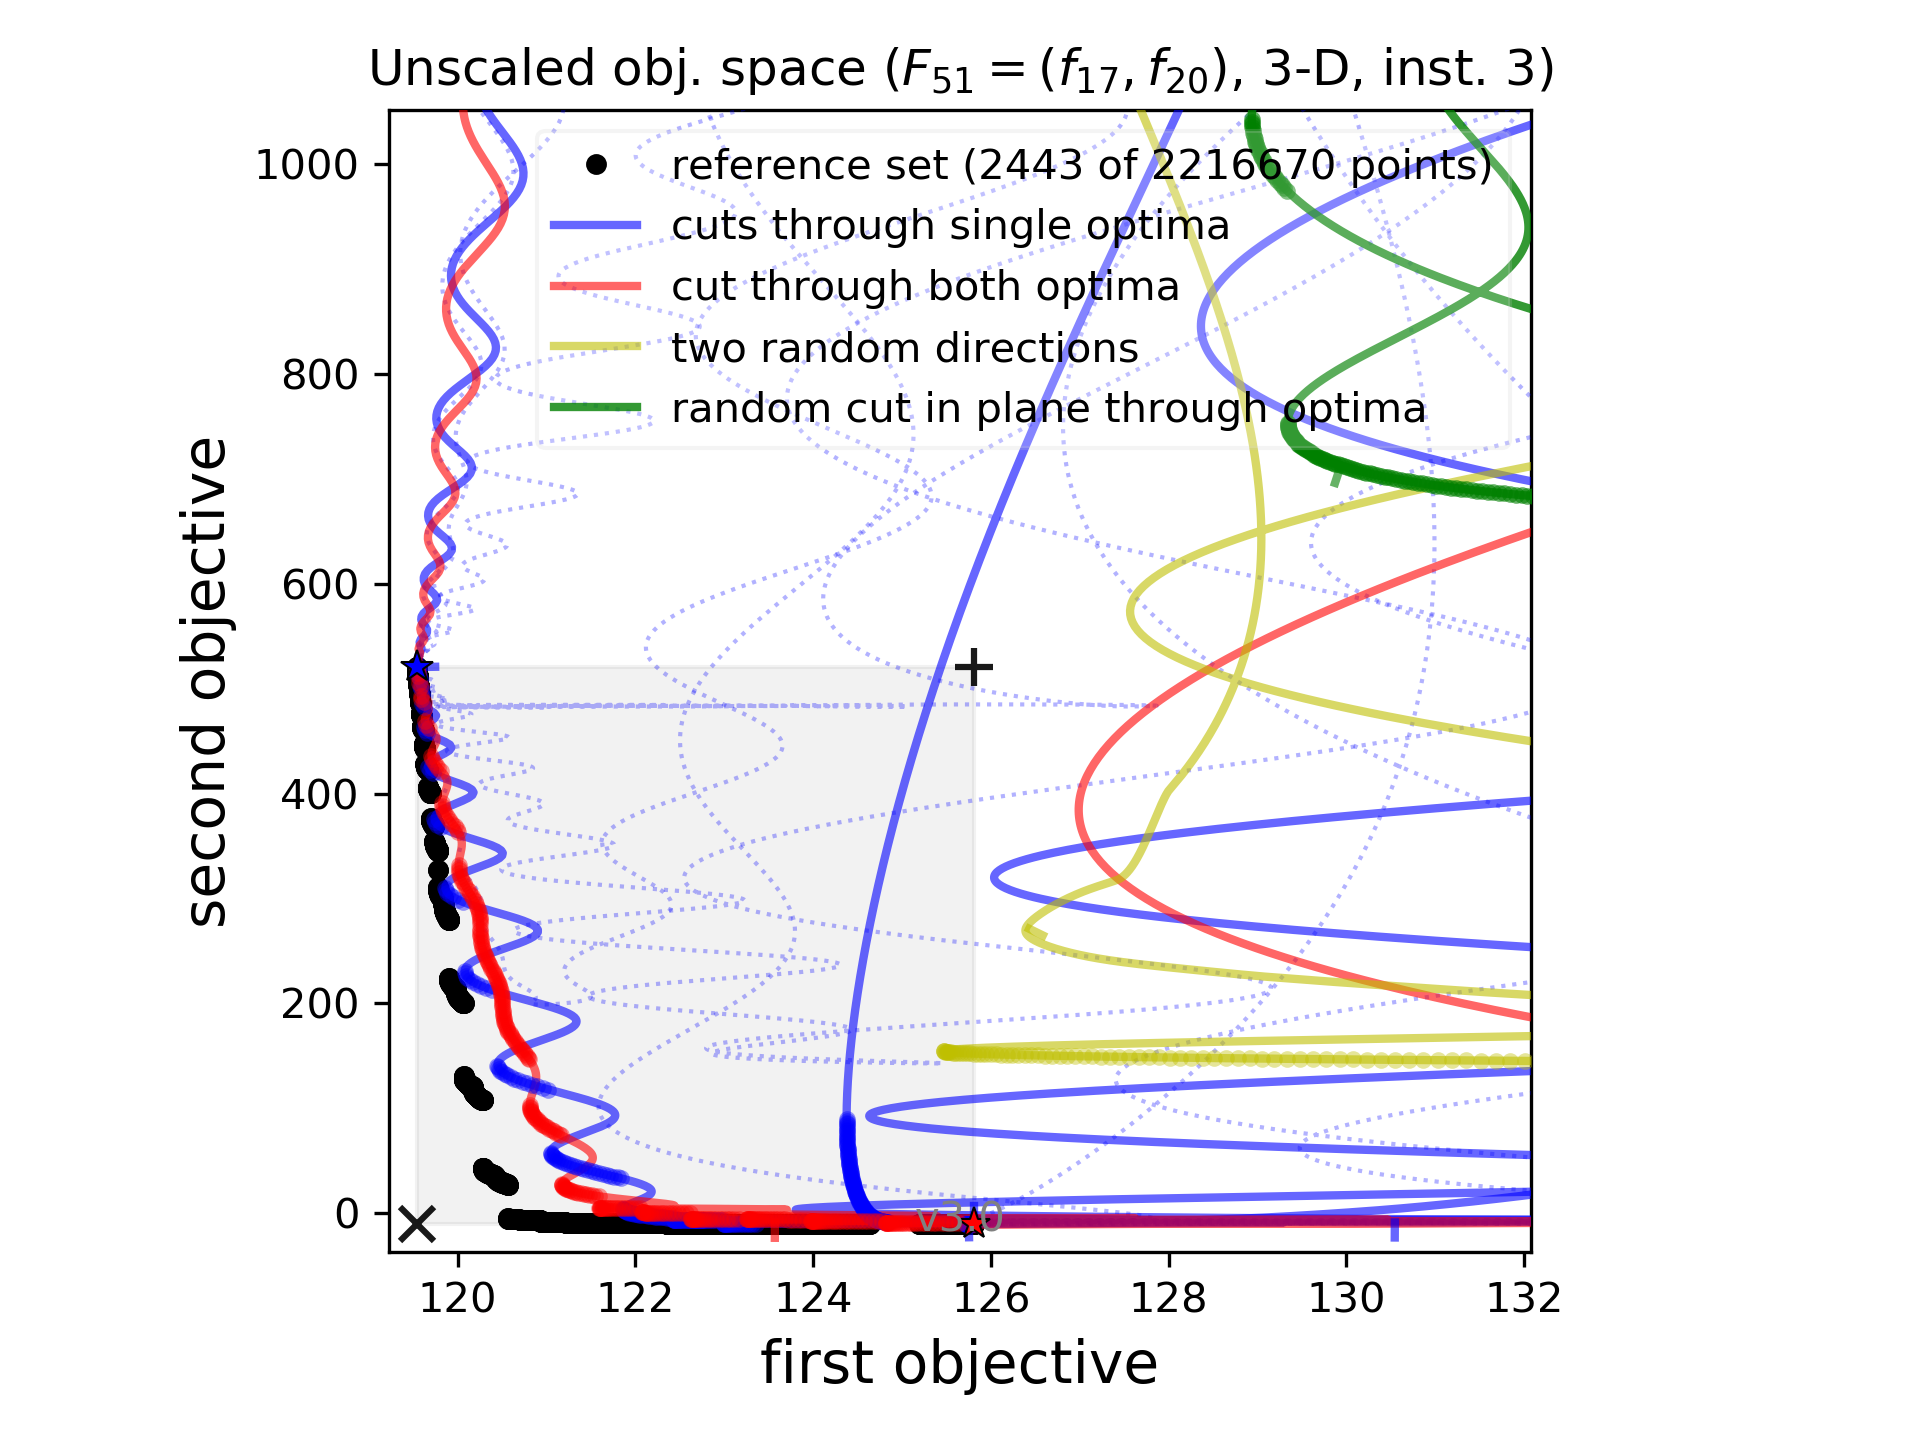 Unscaled obj. space (F₅₁ = (f₁₇, f₂₀), 3-D, inst. 3)
reference set (2443 of 2216670 points)
cuts through single optima
cut through both optima
two random directions
random cut in plane through optima
1000
800
600
400
200
0
second objective
v3.0
120 122 124 126 128 130 132
first objective